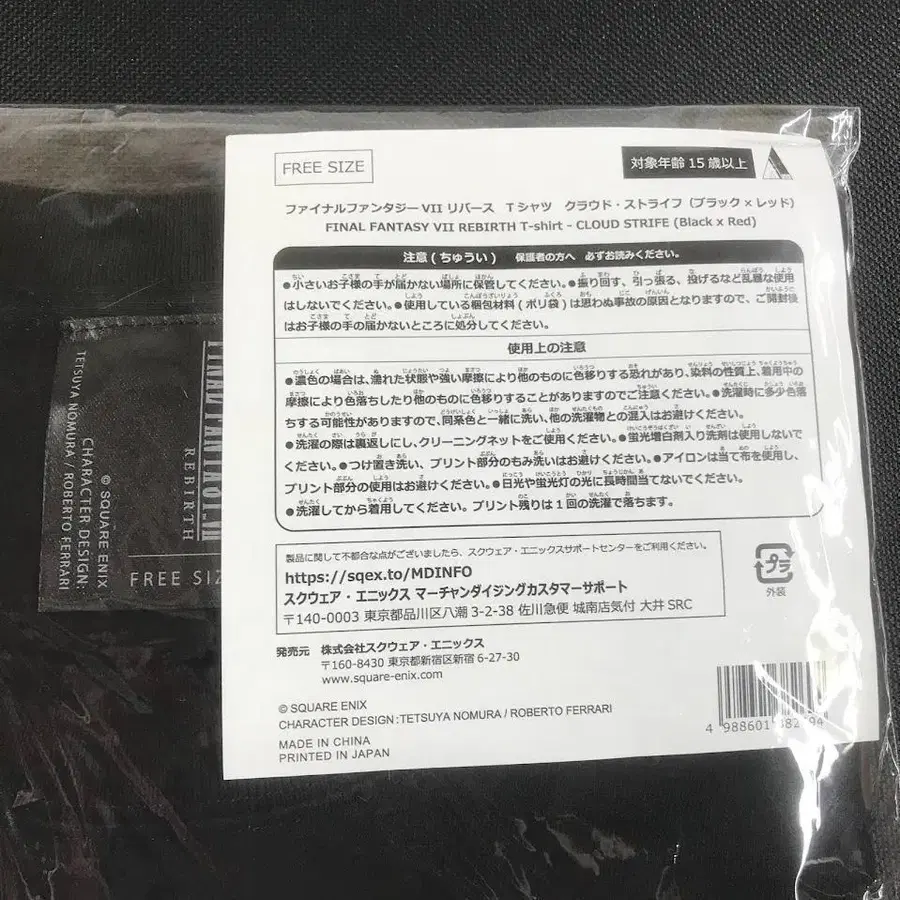 FREE SIZE
対象年齢 15 歳以上
ファイナルファンタジーVII リバース Tシャツ クラウド・ストライフ (ブラック × レッド)
FINAL FANTASY VII REBIRTH T-shirt - CLOUD STRIFE (Black x Red)
注意 ( ちゅうい ) 保護者の方へ 必ずお読みください。
●小さいお子様の手が届かない場所に保管してください。●振り回す、引っ張る、投げるなど乱暴な使用
はしないでください。●使用している梱包材料 ( ポリ袋 ) は思わぬ事故の原因となりますので、ご開封後
はお子様の手の届かないところに処分してください。
使用上の注意
●濃色の場合は、濡れた状態や強い摩擦により他のものに色移りする恐れがあり、染料の性質上、着用中の
摩擦により色落ちしたり他のものに色移りすることがありますのでご注意ください。●洗濯時に多少色落
ちする可能性がありますので、同系色と一緒に洗い、他の洗濯物との混入はお避けください。
●洗濯の際は裏返しにし、クリーニングネットをご使用ください。●蛍光増白剤入り洗剤は使用しないで
ください。●つけ置き洗い、プリント部分のもみ洗いはお避けください。●アイロンは当て布を使用し、
プリント部分の使用はお避けください。●日光や蛍光灯の光に長時間当てないでください。
●洗濯してから着用してください。プリント残りは 1 回の洗濯で落ちます。
製品に関して不都合な点がございましたら、スクウェア・エニックスサポートセンターをご利用ください。
https://sqex.to/MDINFO
スクウェア・エニックス マーチャンダイジングカスタマーサポート
〒140-0003 東京都品川区八潮 3-2-38 佐川急便 城南店気付 大井 SRC
プラ
外装
発売元 株式会社スクウェア・エニックス
〒160-8430 東京都新宿区新宿 6-27-30
www.square-enix.com
© SQUARE ENIX
CHARACTER DESIGN : TETSUYA NOMURA / ROBERTO FERRARI
MADE IN CHINA
PRINTED IN JAPAN
FINAL FANTASY VII
REBIRTH
© SQUARE ENIX
CHARACTER DESIGN:
TETSUYA NOMURA / ROBERTO FERRARI
FREE SIZ